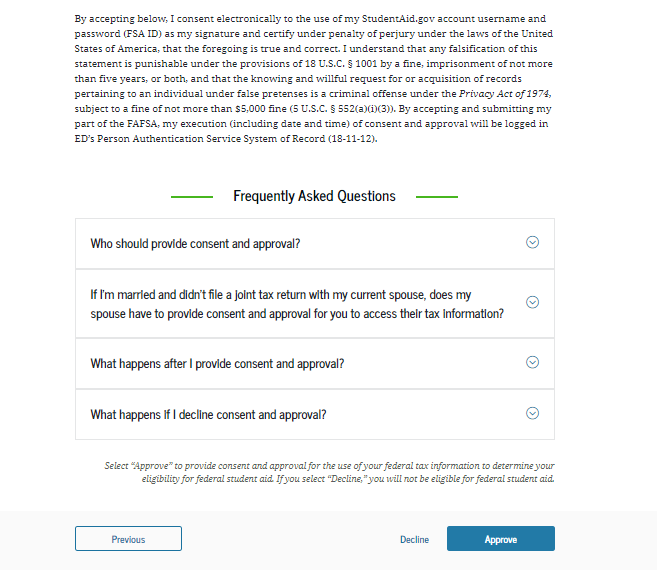 By accepting below, I consent electronically to the use of my StudentAid.gov account username and
password (FSA ID) as my signature and certify under penalty of perjury under the laws of the United
States of America, that the foregoing is true and correct. I understand that any falsification of this
statement is punishable under the provisions of 18 U.S.C. § 1001 by a fine, imprisonment of not more
than five years, or both, and that the knowing and willful request for or acquisition of records
pertaining to an individual under false pretenses is a criminal offense under the Privacy Act of 1974,
subject to a fine of not more than $5,000 fine (5 U.S.C. § 552(a)(i)(3)). By accepting and submitting my
part of the FAFSA, my execution (including date and time) of consent and approval will be logged in
ED's Person Authentication Service System of Record (18-11-12).
Frequently Asked Questions
Who should provide consent and approval?
If I'm married and didn't file a joint tax return with my current spouse, does my
spouse have to provide consent and approval for you to access their tax information?
What happens after I provide consent and approval?
What happens if I decline consent and approval?
Select "Approve" to provide consent and approval for the use of your federal tax information to determine your
eligibility for federal student aid. If you select "Decline," you will not be eligible for federal student aid.
Previous
Decline
Approve